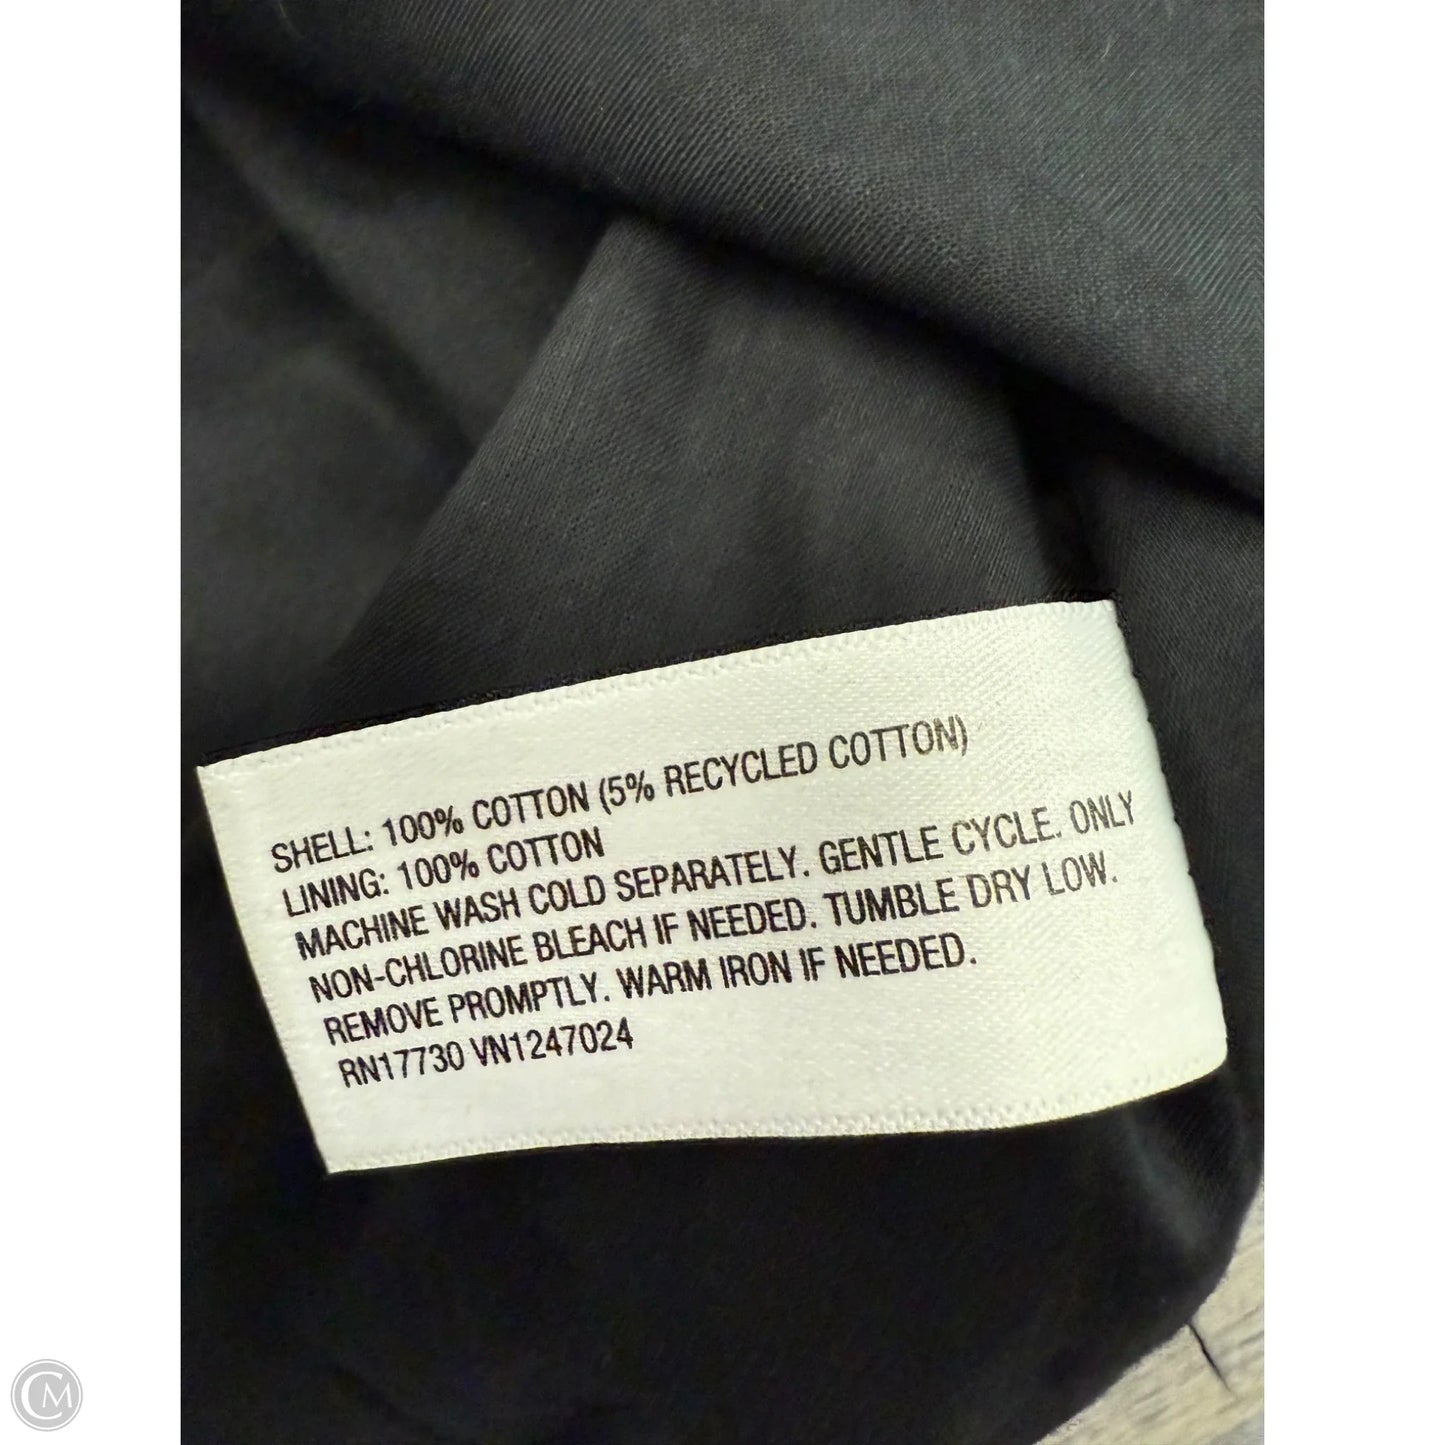 SHELL: 100% COTTON (5% RECYCLED COTTON)
LINING: 100% COTTON
MACHINE WASH COLD SEPARATELY. GENTLE CYCLE. ONLY
NON-CHLORINE BLEACH IF NEEDED. TUMBLE DRY LOW.
REMOVE PROMPTLY. WARM IRON IF NEEDED.
RN17730 VN1247024
CM